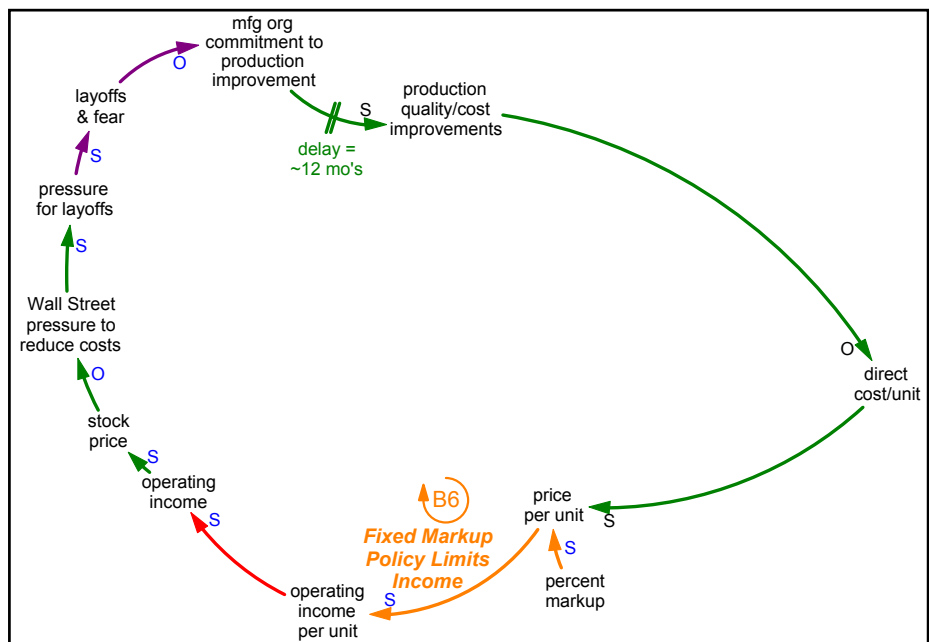 mfg org
commitment to
production
improvement
O
layoffs
& fear
S
production
quality/cost
improvements
delay =
~12 mo's
S
pressure
for layoffs
S
Wall Street
pressure to
reduce costs
O
O
direct
cost/unit
stock
price
S
operating
income
S
B6
Fixed Markup
Policy Limits
Income
price
per unit
S
S
percent
markup
operating
income
per unit
S